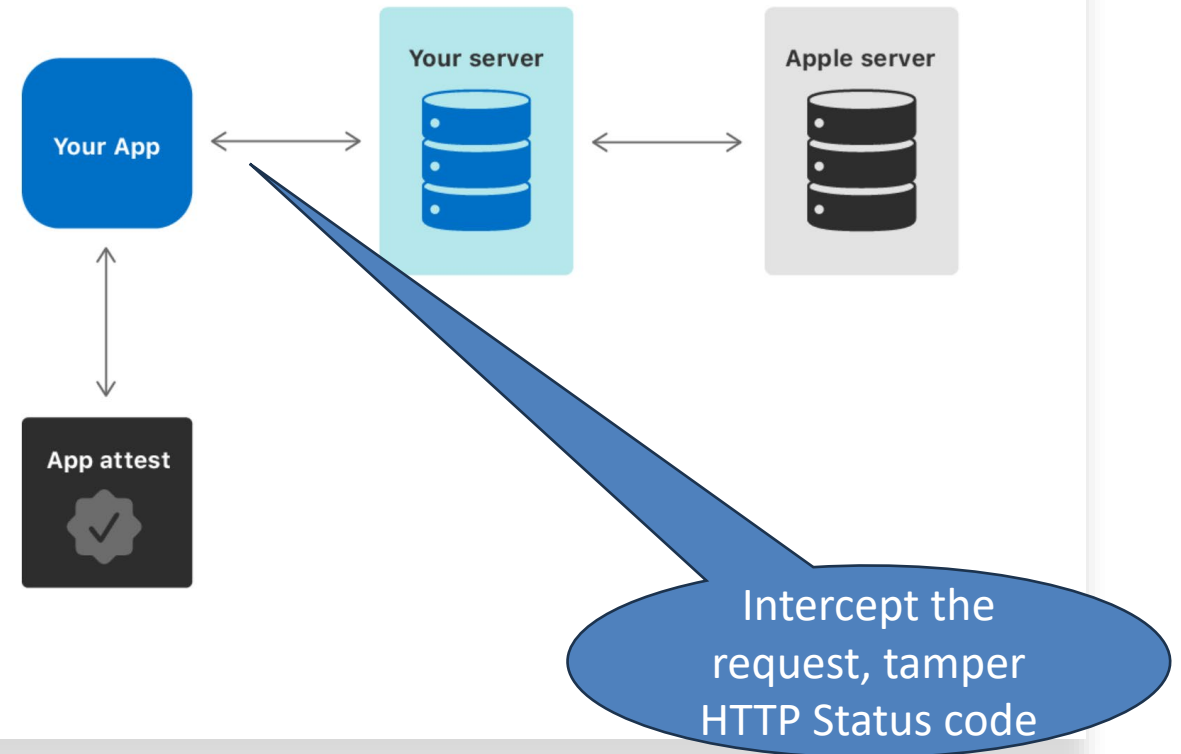 Your server
Apple server
Your App
App attest
Intercept the
request, tamper
HTTP Status code